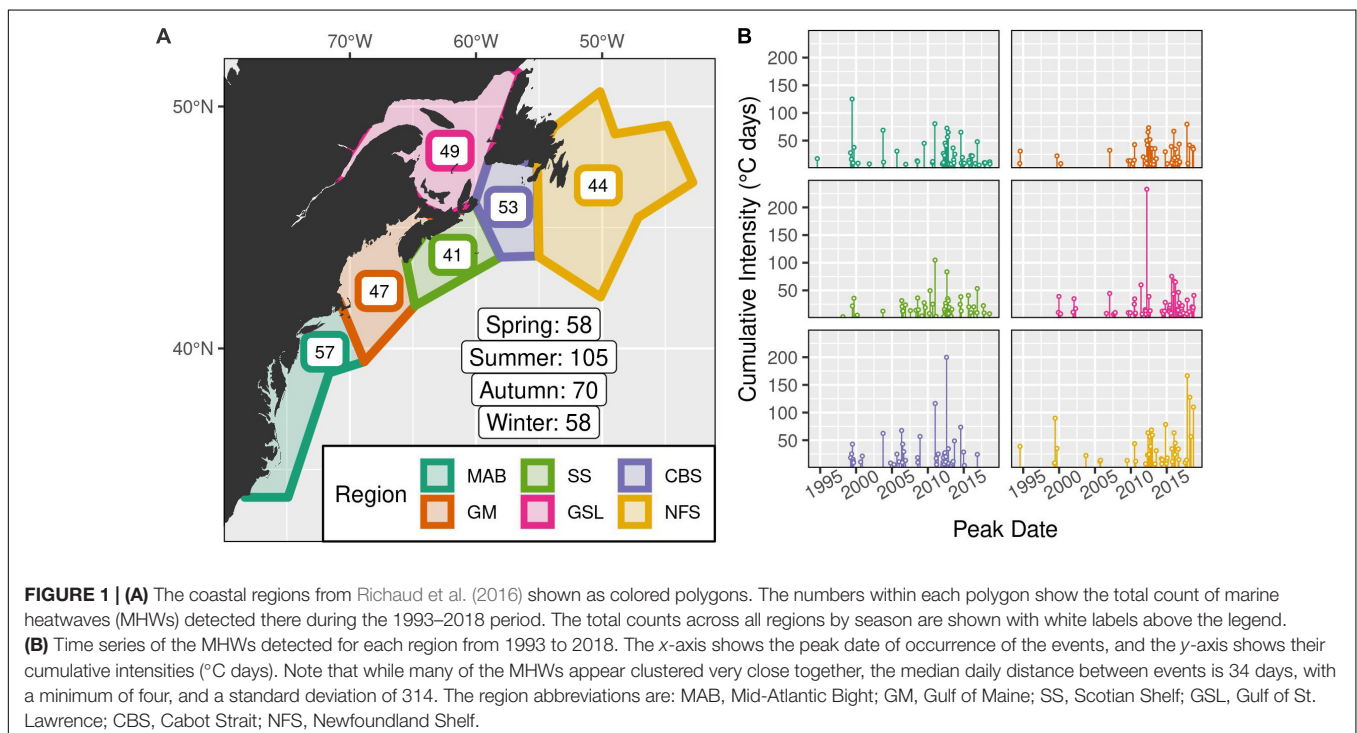 A
70°W 60°W 50°W
50°N
40°N
49
44
53
41
47
57
Spring: 58
Summer: 105
Autumn: 70
Winter: 58
Region
MAB SS CBS
GM GSL NFS
B
Cumulative Intensity (°C days)
200
150
100
50
200
150
100
50
200
150
100
50
1995 2000 2005 2010 2015 1995 2000 2005 2010 2015
Peak Date
FIGURE 1 | (A) The coastal regions from Richaud et al. (2016) shown as colored polygons. The numbers within each polygon show the total count of marine
heatwaves (MHWs) detected there during the 1993–2018 period. The total counts across all regions by season are shown with white labels above the legend.
(B) Time series of the MHWs detected for each region from 1993 to 2018. The x-axis shows the peak date of occurrence of the events, and the y-axis shows their
cumulative intensities (°C days). Note that while many of the MHWs appear clustered very close together, the median daily distance between events is 34 days, with
a minimum of four, and a standard deviation of 314. The region abbreviations are: MAB, Mid-Atlantic Bight; GM, Gulf of Maine; SS, Scotian Shelf; GSL, Gulf of St.
Lawrence; CBS, Cabot Strait; NFS, Newfoundland Shelf.